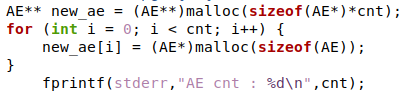 AE** new_ae = (AE**)malloc(sizeof(AE*)*cnt);
for (int i = 0; i < cnt; i++) {
    new_ae[i] = (AE*)malloc(sizeof(AE));
}
    fprintf(stderr,"AE cnt : %d\n",cnt);